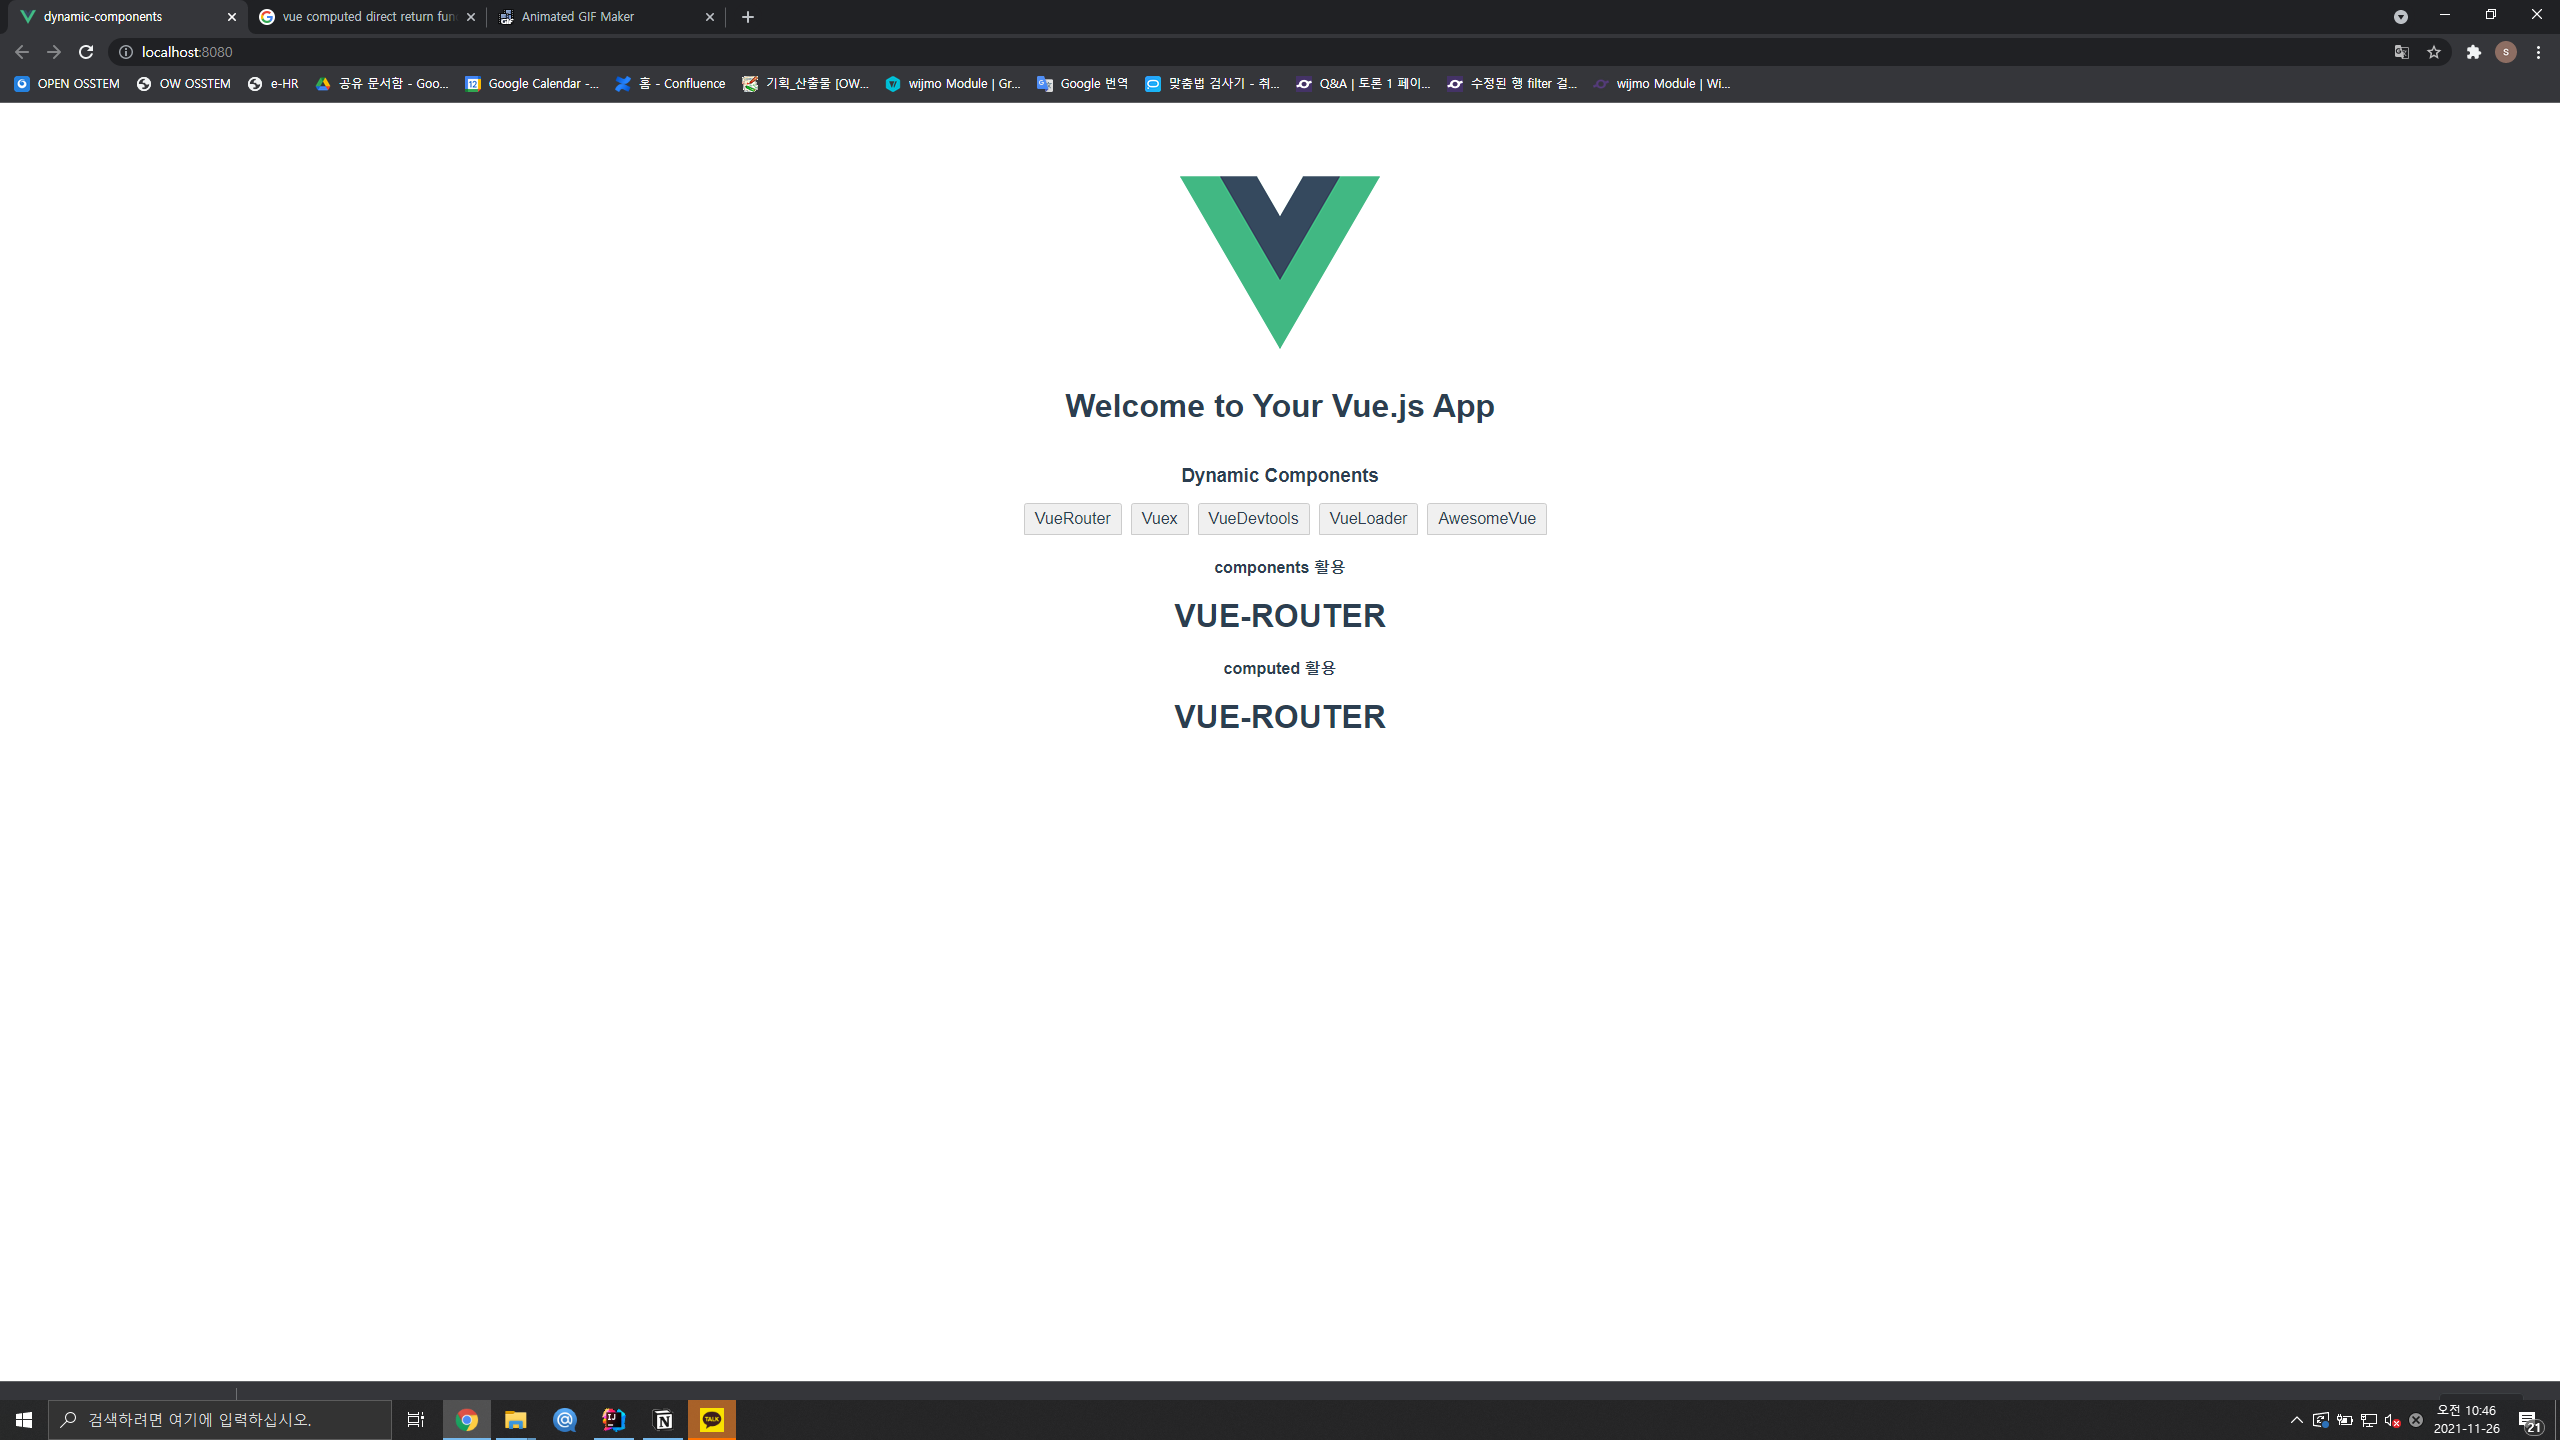 dynamic-components
vue computed direct return fun
Animated GIF Maker
localhost:8080
S
OPEN OSSTEM
OW OSSTEM
e-HR
공유 문서함 - Goo...
Google Calendar -...
홈 - Confluence
기획_산출물 [OW...
wijmo Module | Gr...
Google 번역
맞춤법 검사기 - 취...
Q&A | 토론 1 페이...
수정된 행 filter 걸...
wijmo Module | Wi...
Welcome to Your Vue.js App
Dynamic Components
VueRouter Vuex VueDevtools VueLoader AwesomeVue
components 활용
VUE-ROUTER
computed 활용
VUE-ROUTER
검색하려면 여기에 입력하십시오.
TALK
오전 10:46
2021-11-26
21